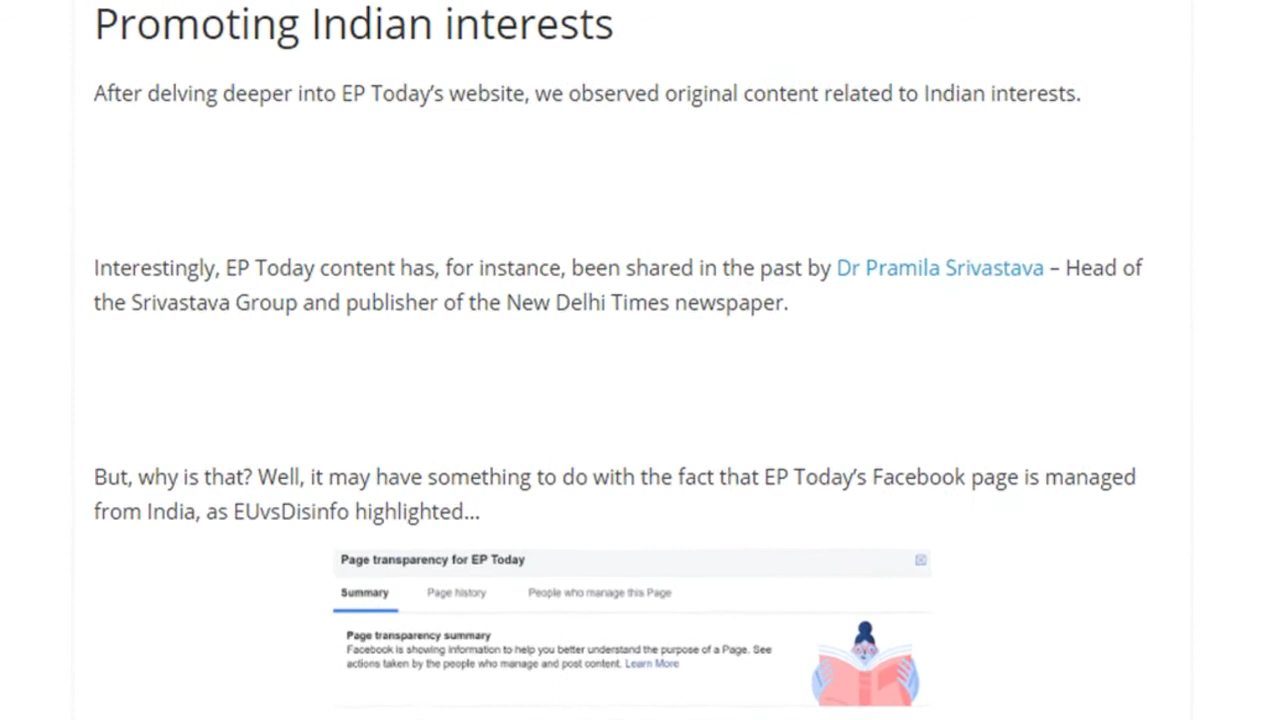 Promoting Indian interests
After delving deeper into EP Today’s website, we observed original content related to Indian interests.
Interestingly, EP Today content has, for instance, been shared in the past by Dr Pramila Srivastava – Head of
the Srivastava Group and publisher of the New Delhi Times newspaper.
But, why is that? Well, it may have something to do with the fact that EP Today’s Facebook page is managed
from India, as EUvsDisinfo highlighted…
Page transparency for EP Today
Summary Page history People who manage this Page
Page transparency summary
Facebook is showing information to help you better understand the purpose of a Page. See
actions taken by the people who manage and post content. Learn More